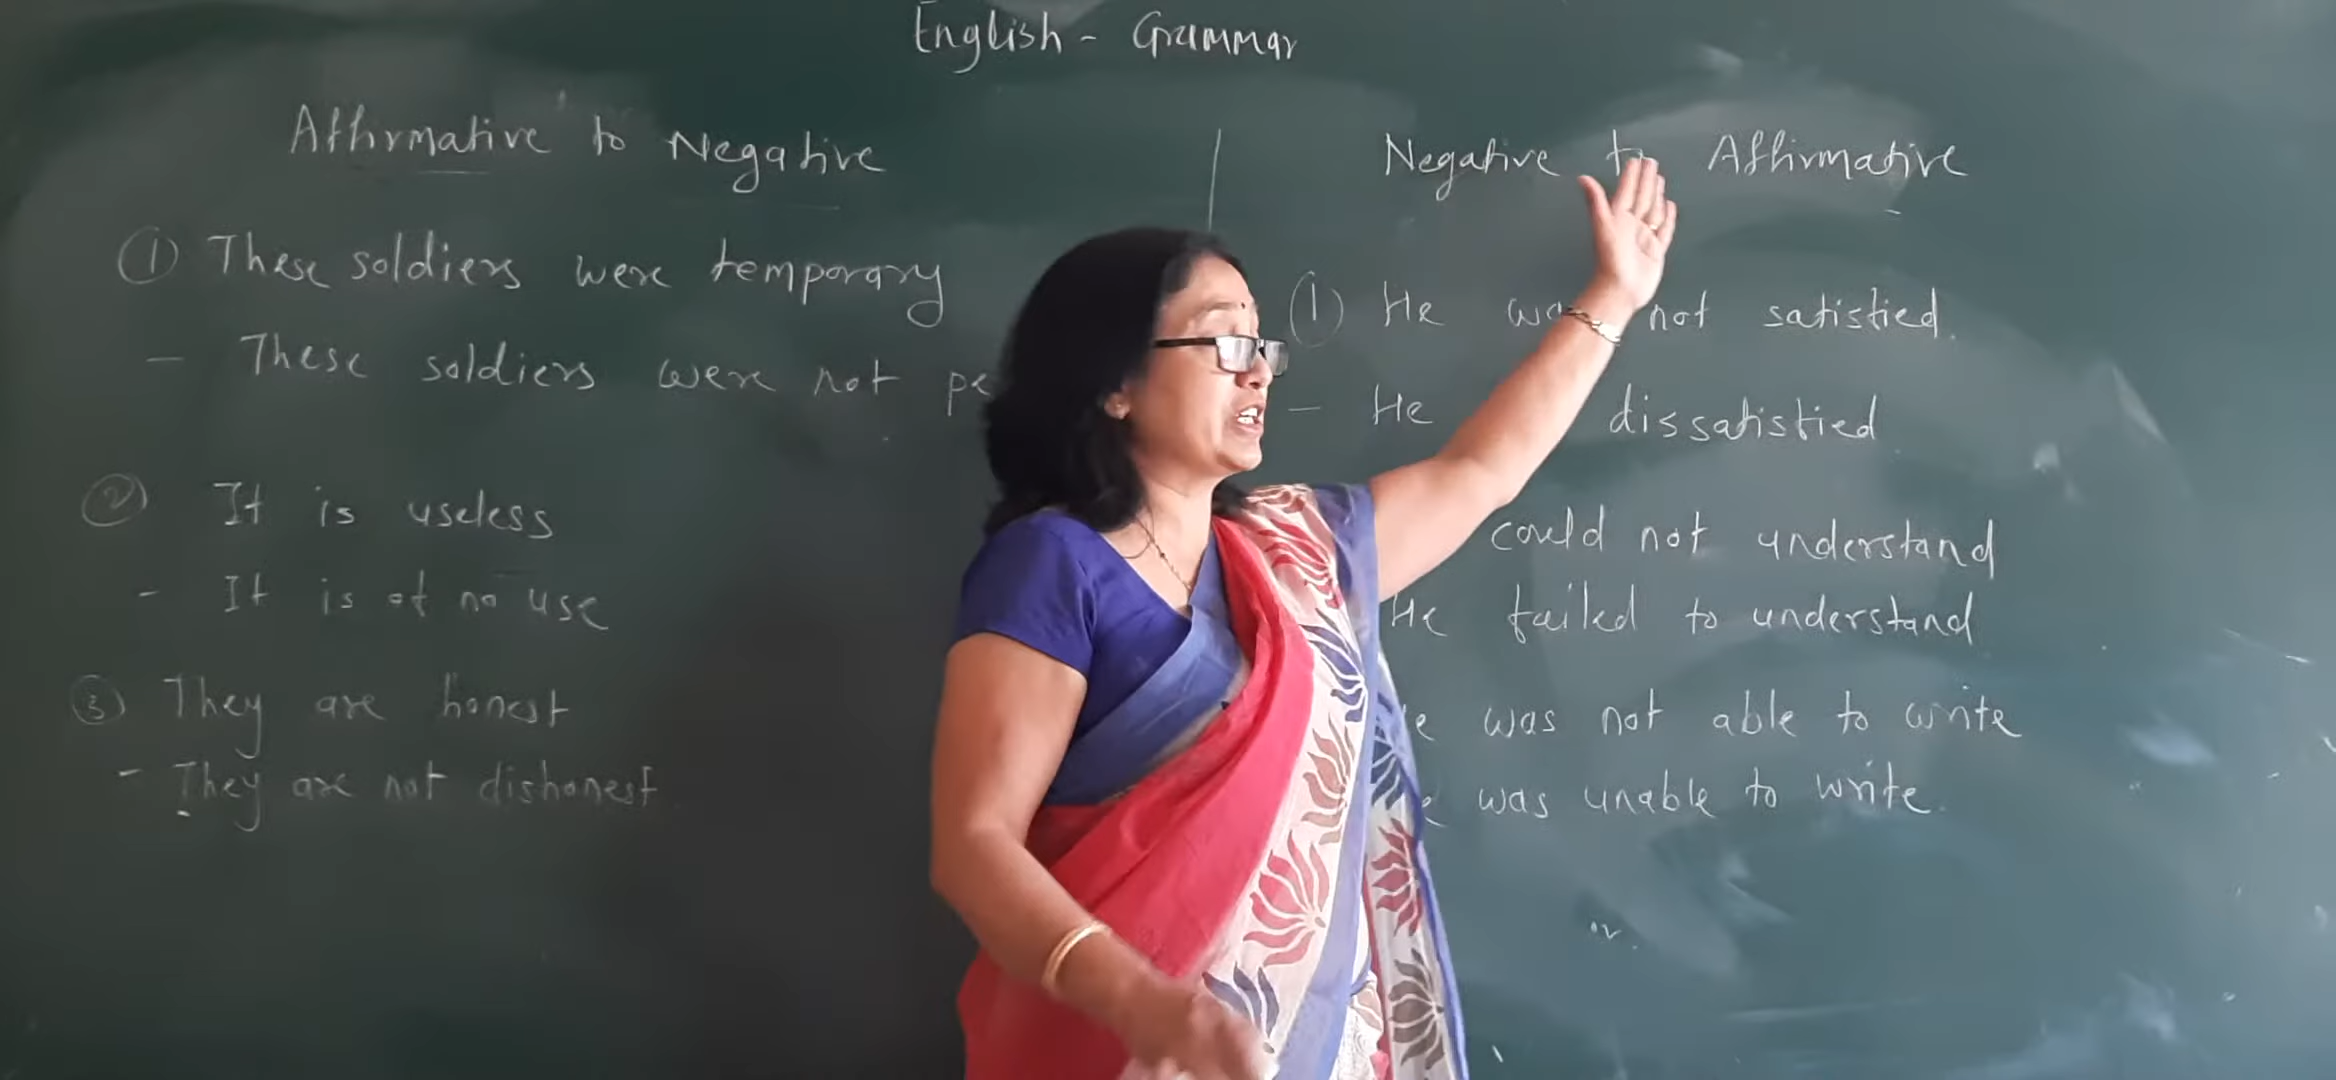 English - Grammar
Affirmative to Negative
① These soldiers were temporary
- These soldiers were not pe
② It is useless
- It is of no use
③ They are honest
- They are not dishonest
Negative to Affirmative
① He wa not satisfied.
- He dissatisfied
could not understand
He failed to understand
e was not able to write
was unable to write.
or.